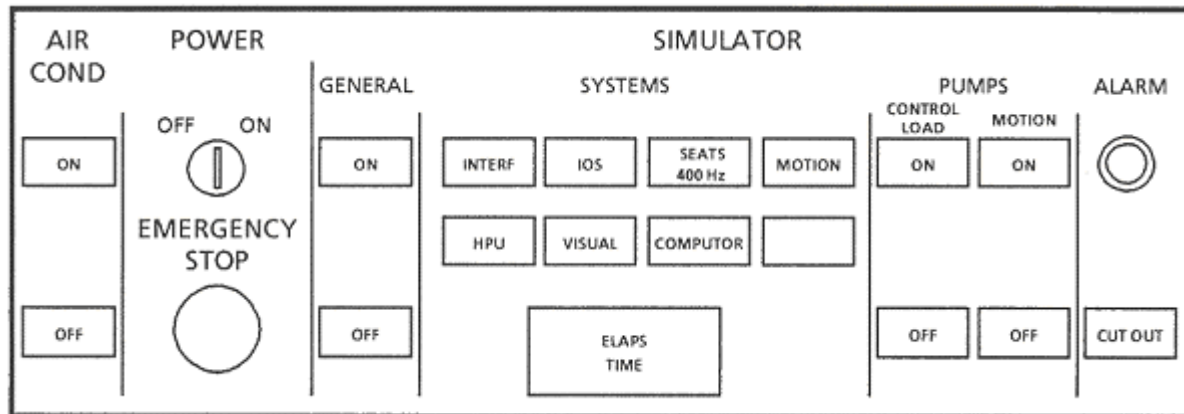 AIR
COND
POWER
SIMULATOR
GENERAL
SYSTEMS
PUMPS
ALARM
CONTROL
LOAD
MOTION
OFF
ON
ON
ON
INTERF
IOS
SEATS
400 Hz
MOTION
ON
ON
EMERGENCY
STOP
HPU
VISUAL
COMPUTOR
OFF
OFF
ELAPS
TIME
OFF
OFF
CUT OUT